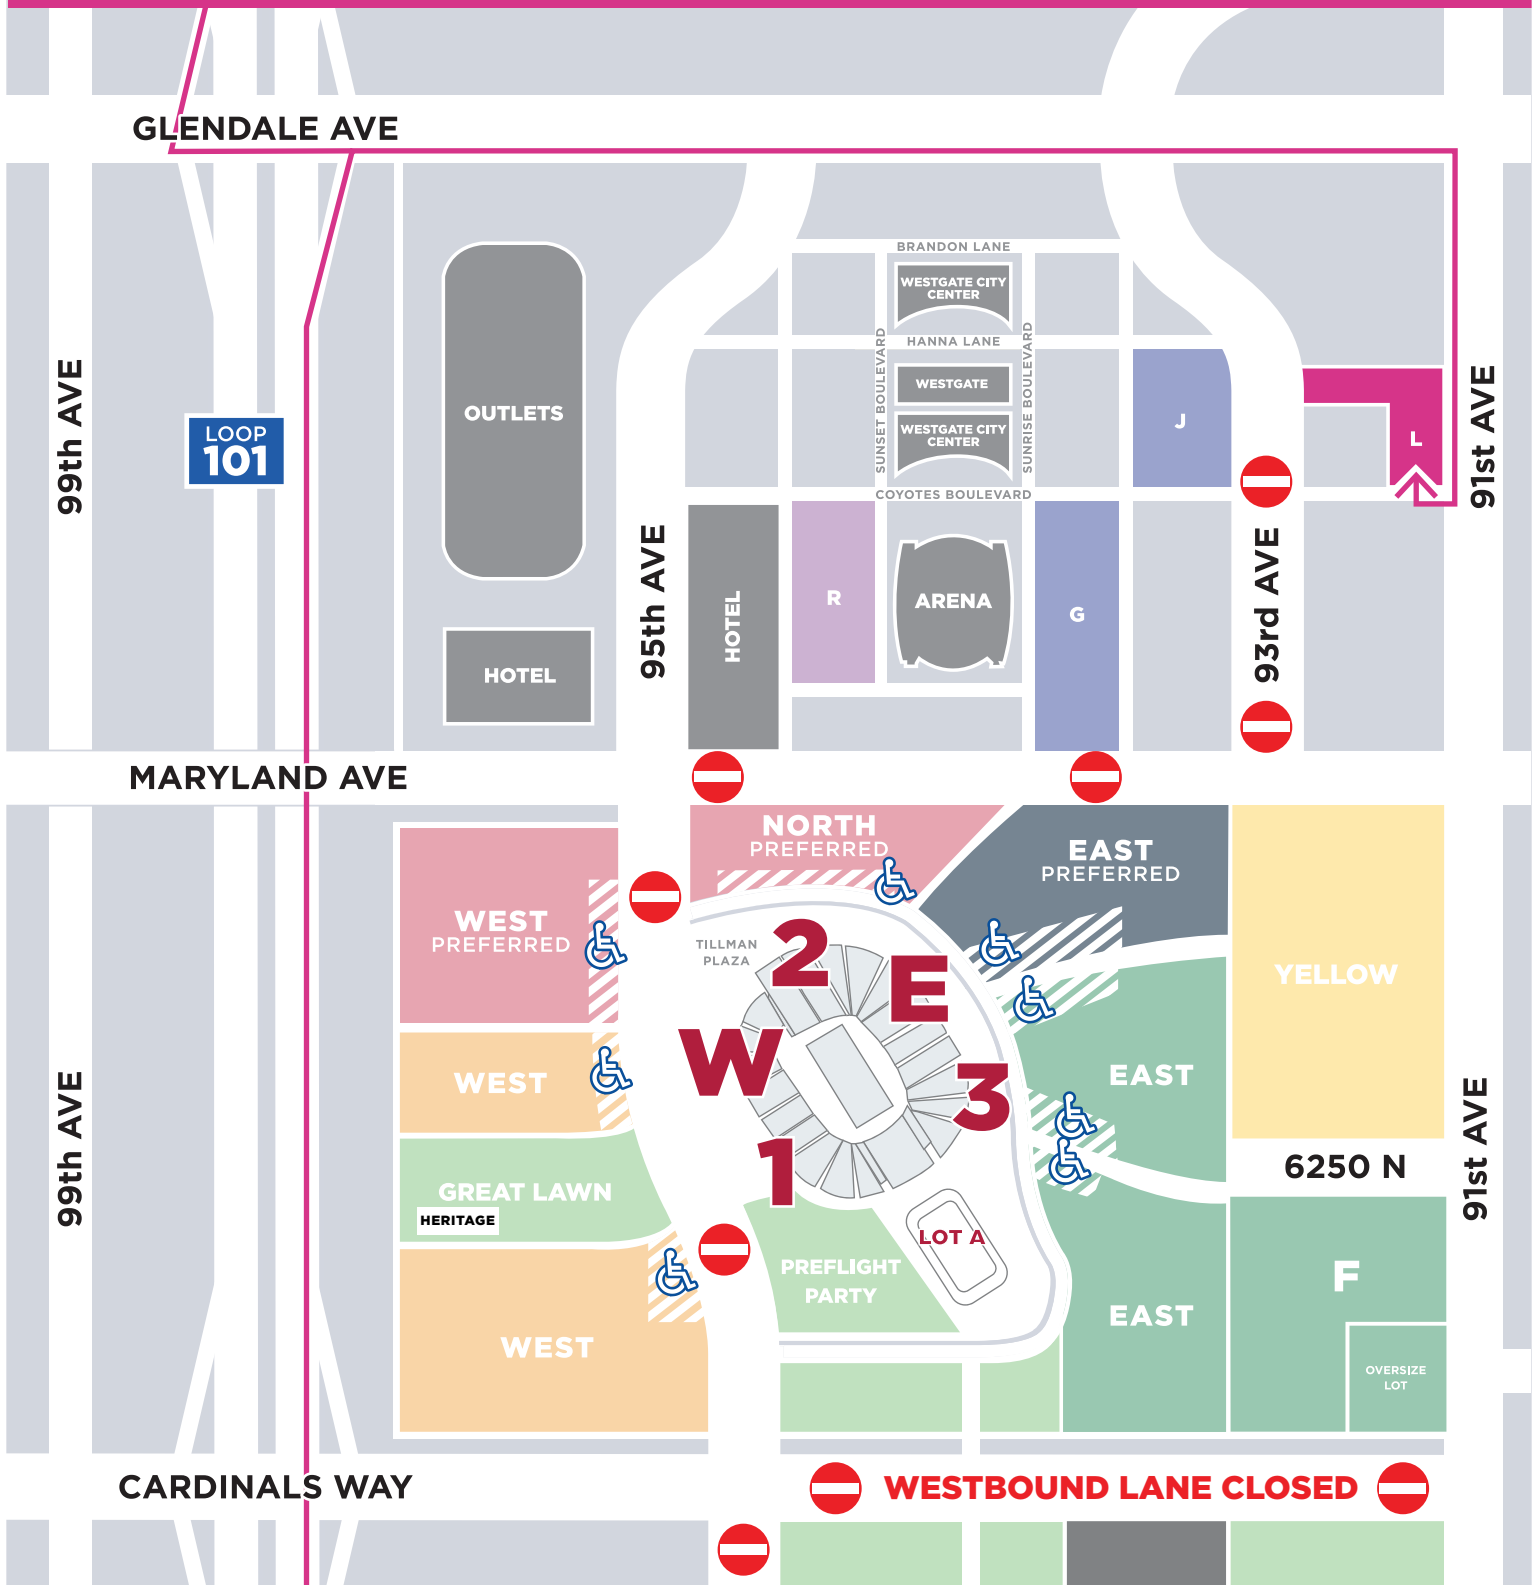 GLENDALE AVE
BRANDON LANE
WESTGATE CITY
CENTER
HANNA LANE
SUNSET BOULEVARD
SUNRISE BOULEVARD
WESTGATE
WESTGATE CITY
CENTER
COYOTES BOULEVARD
99th AVE
LOOP
101
OUTLETS
J
L
91st AVE
95th AVE
HOTEL
R
ARENA
G
93rd AVE
HOTEL
MARYLAND AVE
NORTH
PREFERRED
EAST
PREFERRED
WEST
PREFERRED
TILLMAN
PLAZA
2
E
YELLOW
W
3
1
EAST
WEST
99th AVE
91st AVE
6250 N
GREAT LAWN
HERITAGE
LOT A
PREFLIGHT
PARTY
F
EAST
WEST
OVERSIZE
LOT
CARDINALS WAY
WESTBOUND LANE CLOSED